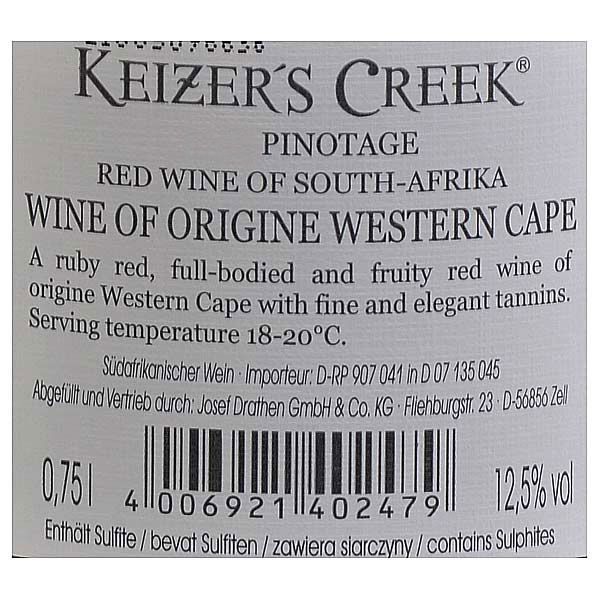 KEIZER´S CREEK®
PINOTAGE
RED WINE OF SOUTH-AFRIKA
WINE OF ORIGINE WESTERN CAPE
A ruby red, full-bodied and fruity red wine of
origine Western Cape with fine and elegant tannins.
Serving temperature 18-20°C.
Südafrikanischer Wein · Importeur: D-RP 907 041 in D 07 135 045
Abgefüllt und Vertrieb durch: Josef Drathen GmbH & Co. KG · Fliehburgstr. 23 · D-56856 Zell
0,75 l
4 006921 402479
12,5% vol
Enthält Sulfite / bevat Sulfiten / zawiera siarczyny / contains Sulphites